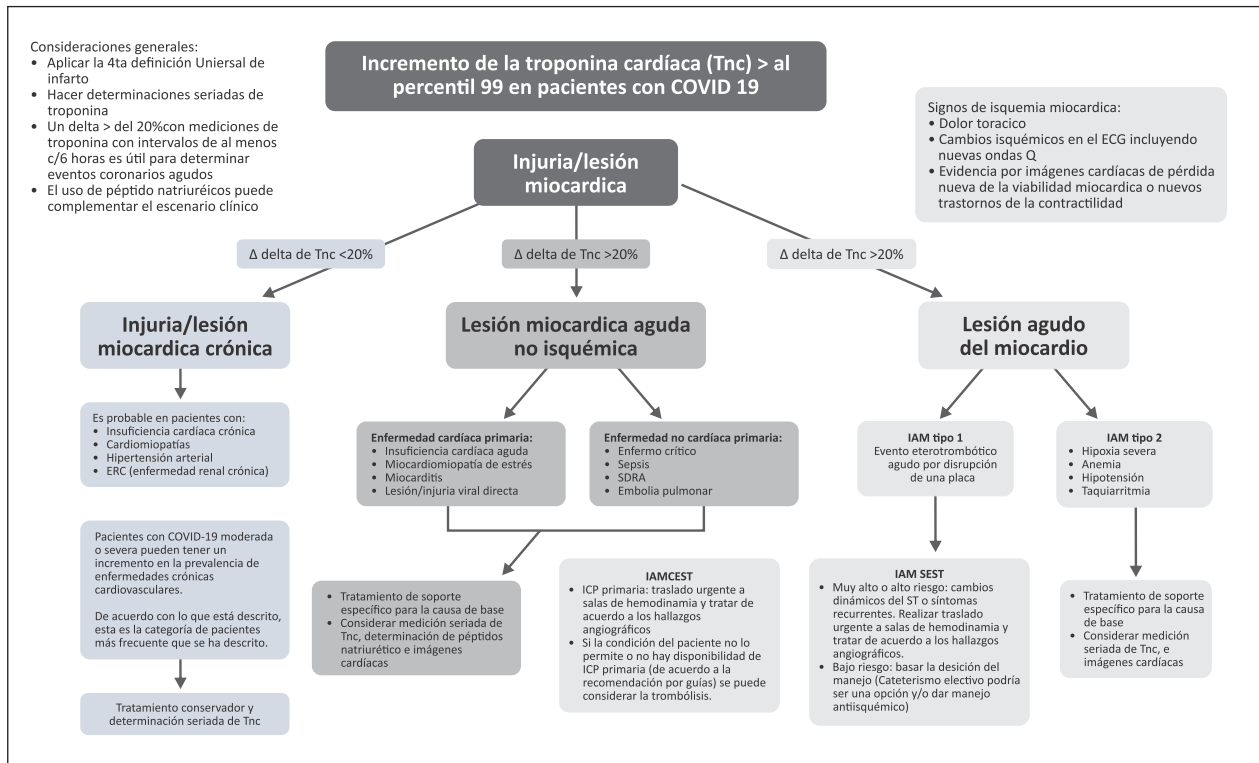 Consideraciones generales:
• Aplicar la 4ta definición Uniersal de
infarto
• Hacer determinaciones seriadas de
troponina
• Un delta > del 20%con mediciones de
troponina con intervalos de al menos
c/6 horas es útil para determinar
eventos coronarios agudos
• El uso de péptido natriuréicos puede
complementar el escenario clínico
Incremento de la troponina cardíaca (Tnc) > al
percentil 99 en pacientes con COVID 19
Signos de isquemia miocardica:
• Dolor toracico
• Cambios isquémicos en el ECG incluyendo
nuevas ondas Q
• Evidencia por imágenes cardíacas de pérdida
nueva de la viabilidad miocardica o nuevos
trastornos de la contractilidad
Injuria/lesión
miocardica
Δ delta de Tnc <20%
Δ delta de Tnc >20%
Δ delta de Tnc >20%
Injuria/lesión
miocardica crónica
Lesión miocardica aguda
no isquémica
Lesión agudo
del miocardio
Es probable en pacientes con:
• Insuficiencia cardíaca crónica
• Cardiomiopatías
• Hipertensión arterial
• ERC (enfermedad renal crónica)
Enfermedad cardíaca primaria:
• Insuficiencia cardíaca aguda
• Miocardiomiopatía de estrés
• Miocarditis
• Lesión/injuria viral directa
Enfermedad no cardíaca primaria:
• Enfermo crítico
• Sepsis
• SDRA
• Embolia pulmonar
IAM tipo 1
Evento eterotrombótico
agudo por disrupción
de una placa
IAM tipo 2
• Hipoxia severa
• Anemia
• Hipotensión
• Taquiarritmia
Pacientes con COVID-19 moderada
o severa pueden tener un
incremento en la prevalencia de
enfermedades crónicas
cardiovasculares.
De acuerdo con lo que está descrito,
esta es la categoría de pacientes
más frecuente que se ha descrito.
Tratamiento conservador y
determinación seriada de Tnc
• Tratamiento de soporte
específico para la causa de base
• Considerar medición seriada de
Tnc, determinación de péptidos
natriurético e imágenes
cardíacas
IAMCEST
• ICP primaria: traslado urgente a
salas de hemodinamia y tratar de
acuerdo a los hallazgos
angiográficos
• Si la condición del paciente no lo
permite o no hay disponibilidad de
ICP primaria (de acuerdo a la
recomendación por guías) se puede
considerar la trombólisis.
IAM SEST
• Muy alto o alto riesgo: cambios
dinámicos del ST o síntomas
recurrentes. Realizar traslado
urgente a salas de hemodinamia y
tratar de acuerdo a los hallazgos
angiográficos.
• Bajo riesgo: basar la desición del
manejo (Cateterismo electivo podría
ser una opción y/o dar manejo
antisquémico)
• Tratamiento de soporte
específico para la causa
de base
• Considerar medición
seriada de Tnc, e
imágenes cardíacas